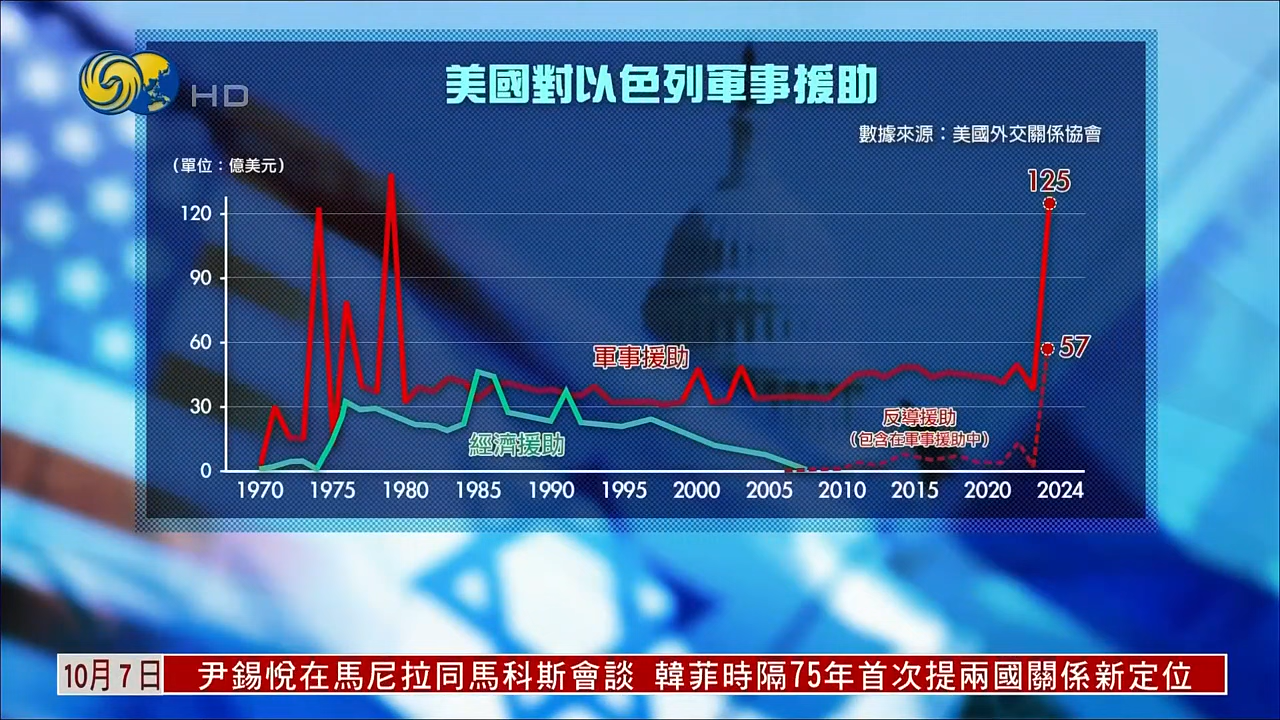 美國對以色列軍事援助
HD
數據來源：美國外交關係協會
（單位：億美元）
125
120
90
60
30
0
57
軍事援助
反導援助
（包含在軍事援助中）
經濟援助
1970 1975 1980 1985 1990 1995 2000 2005 2010 2015 2020 2024
10月7日 尹錫悅在馬尼拉同馬科斯會談 韓菲時隔75年首次提兩國關係新定位